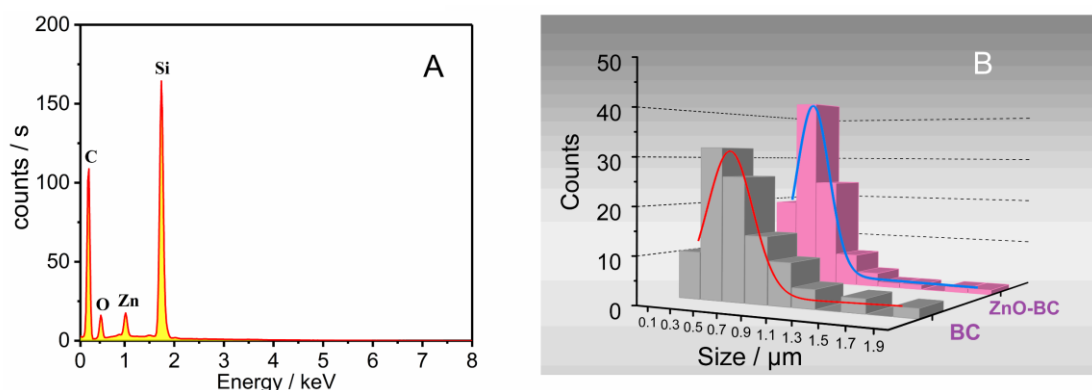 A
counts / s
200
150
100
50
0
C
O
Zn
Si
0 1 2 3 4 5 6 7 8
Energy / keV
B
Counts
50
40
30
20
10
0
0.1 0.3 0.5 0.7 0.9 1.1 1.3 1.5 1.7 1.9
Size / µm
BC
ZnO-BC